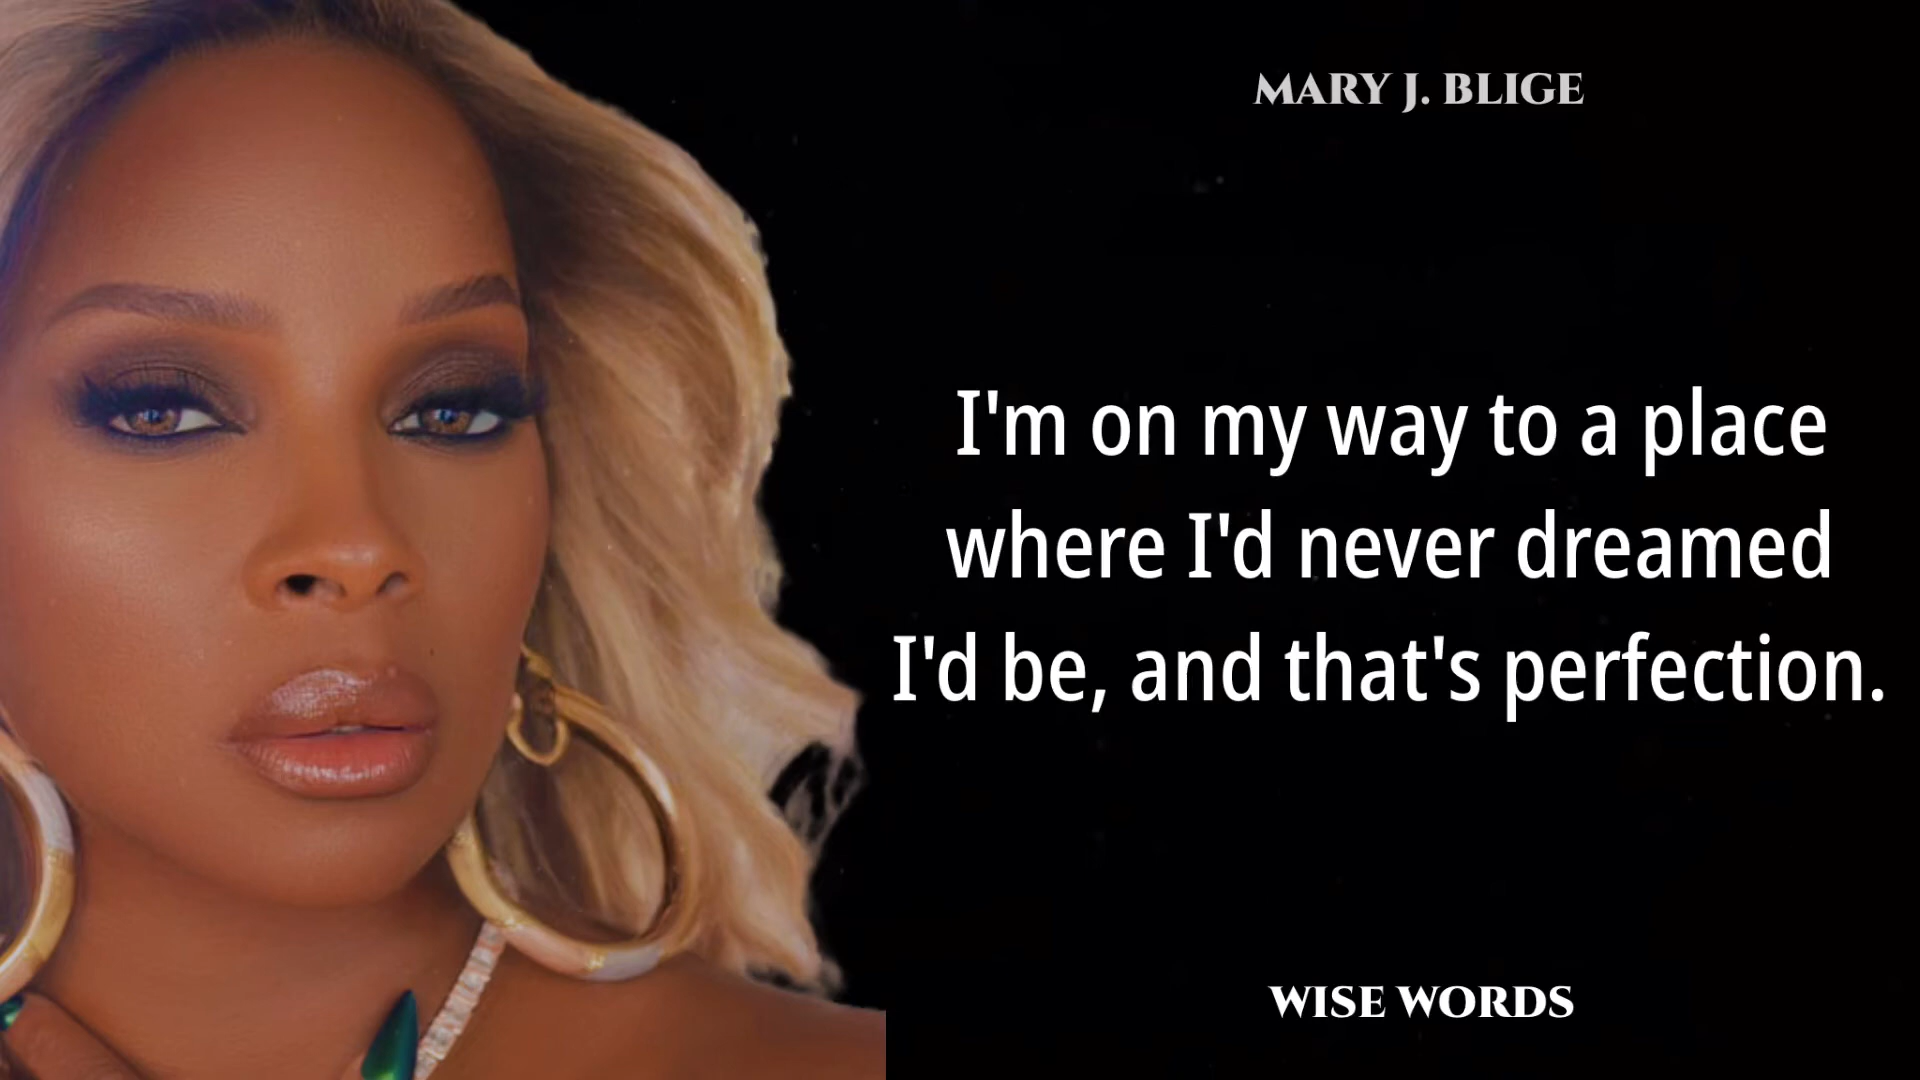 MARY J. BLIGE
I'm on my way to a place
where I'd never dreamed
I'd be, and that's perfection.
WISE WORDS